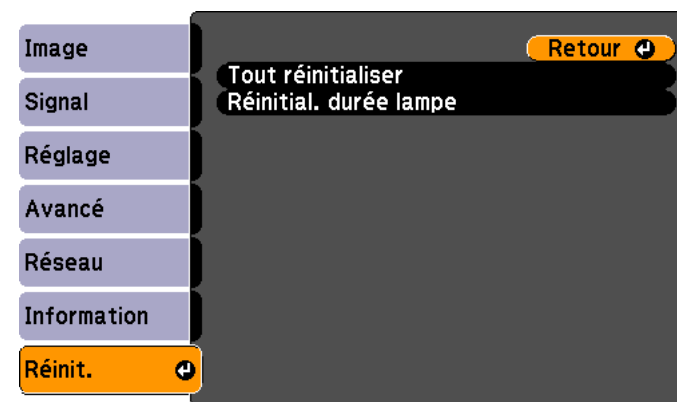 Image
Signal
Réglage
Avancé
Réseau
Information
Réinit.
Retour
Tout réinitialiser
Réinitial. durée lampe